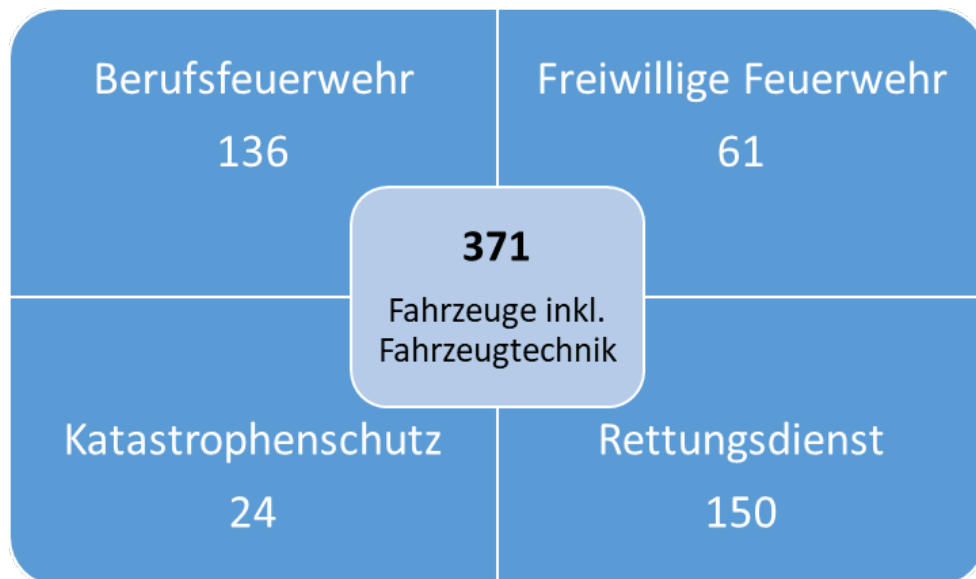 Berufsfeuerwehr
136
Freiwillige Feuerwehr
61
371
Fahrzeuge inkl.
Fahrzeugtechnik
Katastrophenschutz
24
Rettungsdienst
150